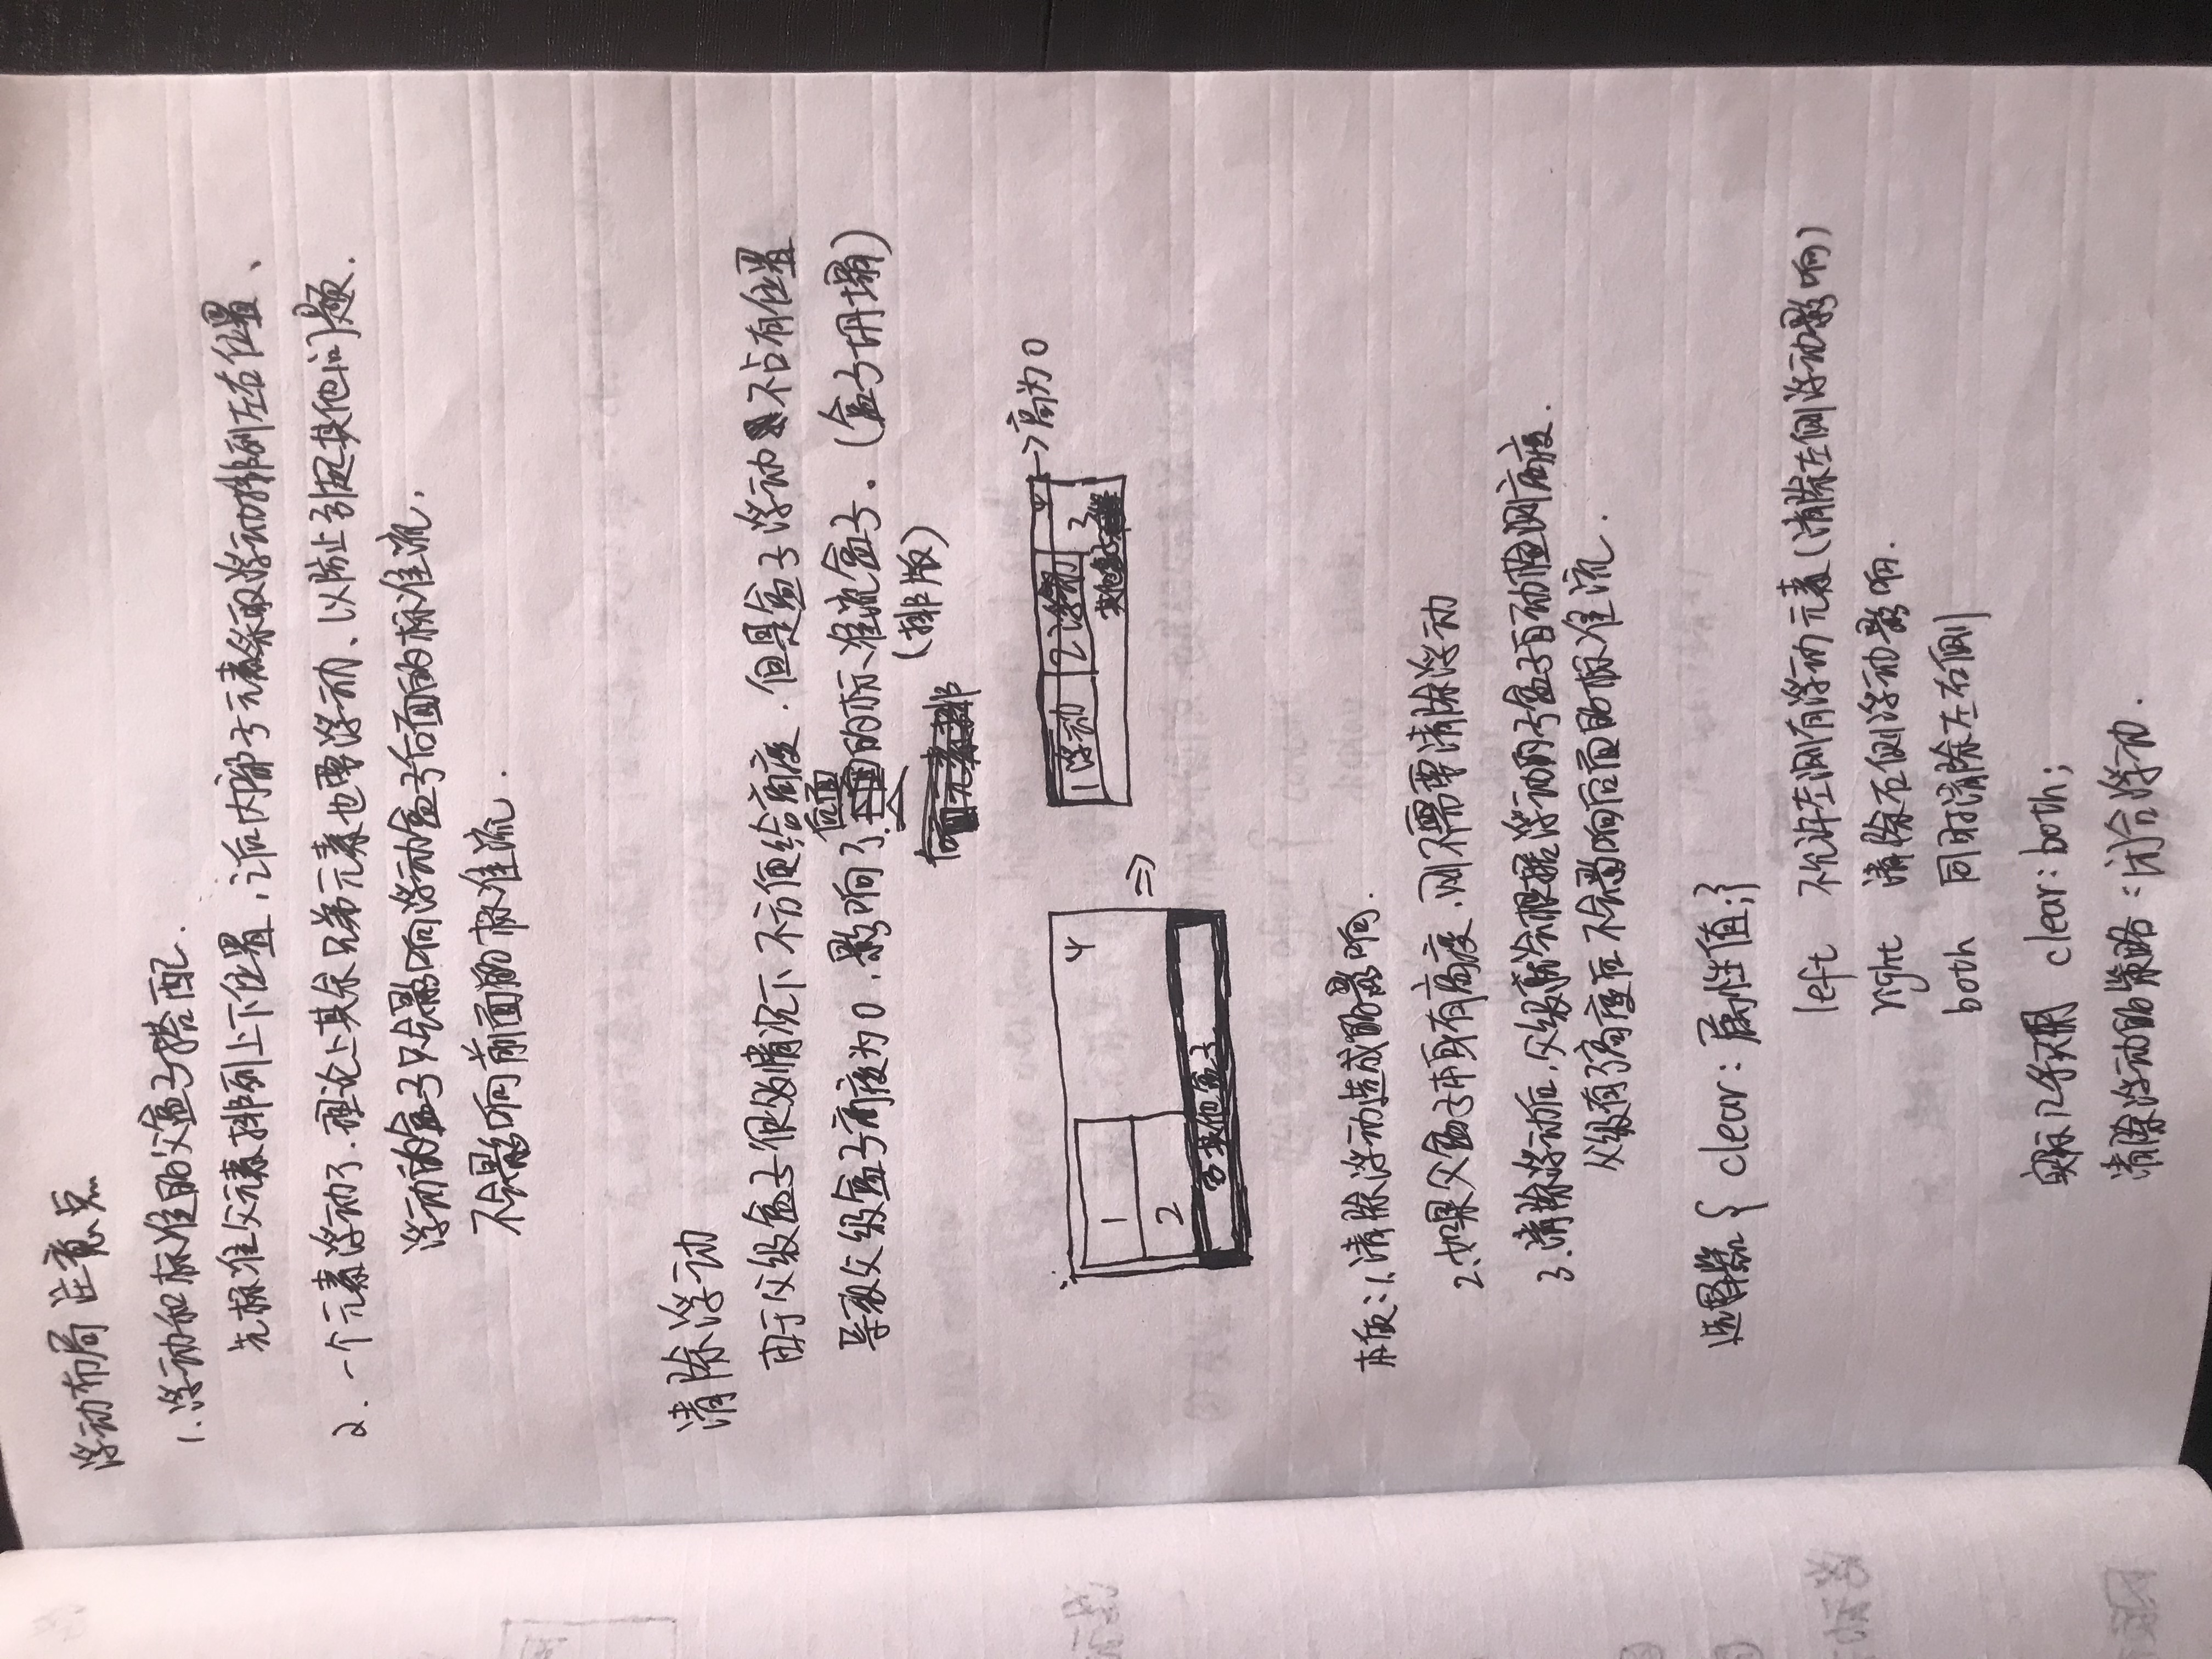 浮动布局注意点
1.浮动和标准的父盒子搭配.
先标准父元素排列上下位置,之后内部子元素采取浮动排列左右位置、
2.一个元素浮动了.理论上其余兄弟元素也要浮动、以防止引起其他问题.
浮动的盒子只会影响浮动盒子后面的标准流,
不会影响前面的标准流.
清除浮动
由于父级盒子很多情况下不方便给高度.但是盒子浮动不占有位置
后面
导致父级盒子高度为0,影响了的标准流盒子。(盒子坍塌)
(排版)
→高为0
1浮动 2浮动 4
3
其他盒子
1 4
2
⇒
其他盒子
本质:1.清除浮动造成的影响.
2.如果父盒子本身有高度,则不需要清除浮动
3.清除浮动后,父级就会根据浮动的子盒子自动检测高度.
父级有了高度后不会影响后面的标准流.
选择器{ clear:属性值;}
left 不允许左侧有浮动元素(清除左侧浮动影响)
right 清除右侧浮动影响.
both 同时清除左右侧
实际几乎只用 clear:both;
清除浮动的策略:闭合浮动.